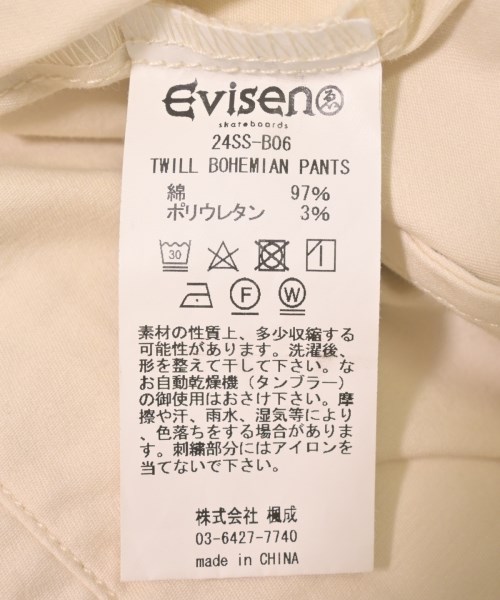 Evisen ゑ
skateboards
24SS-B06
TWILL BOHEMIAN PANTS
綿 97%
ポリウレタン 3%
30
F W
素材の性質上、多少収縮する
可能性があります。洗濯後、
形を整えて干して下さい。な
お自動乾燥機（タンブラー）
の御使用はおさけ下さい。摩
擦や汗、雨水、湿気等により
、色落ちをする場合がありま
す。刺繍部分にはアイロンを
当てないで下さい。
株式会社 楓成
03-6427-7740
made in CHINA